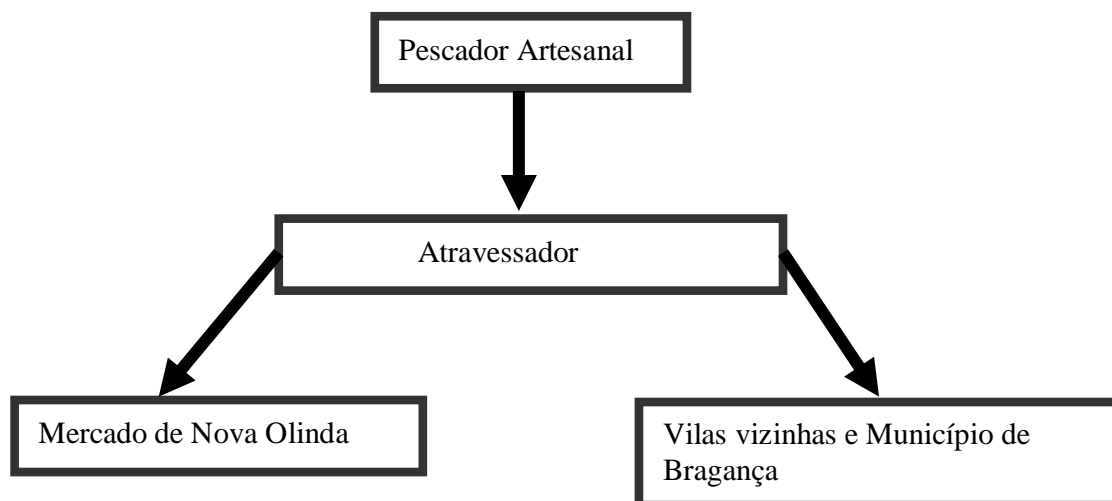 Pescador Artesanal
Atravessador
Mercado de Nova Olinda
Vilas vizinhas e Município de
Bragança